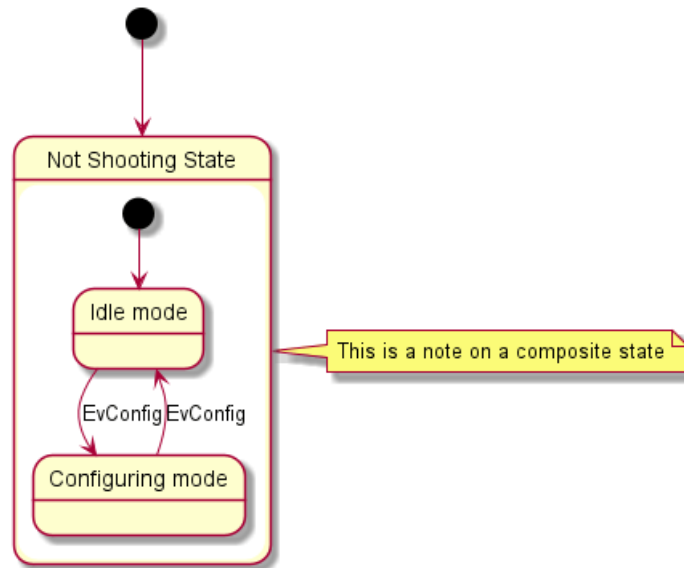 Not Shooting State
Idle mode
This is a note on a composite state
EvConfig EvConfig
Configuring mode